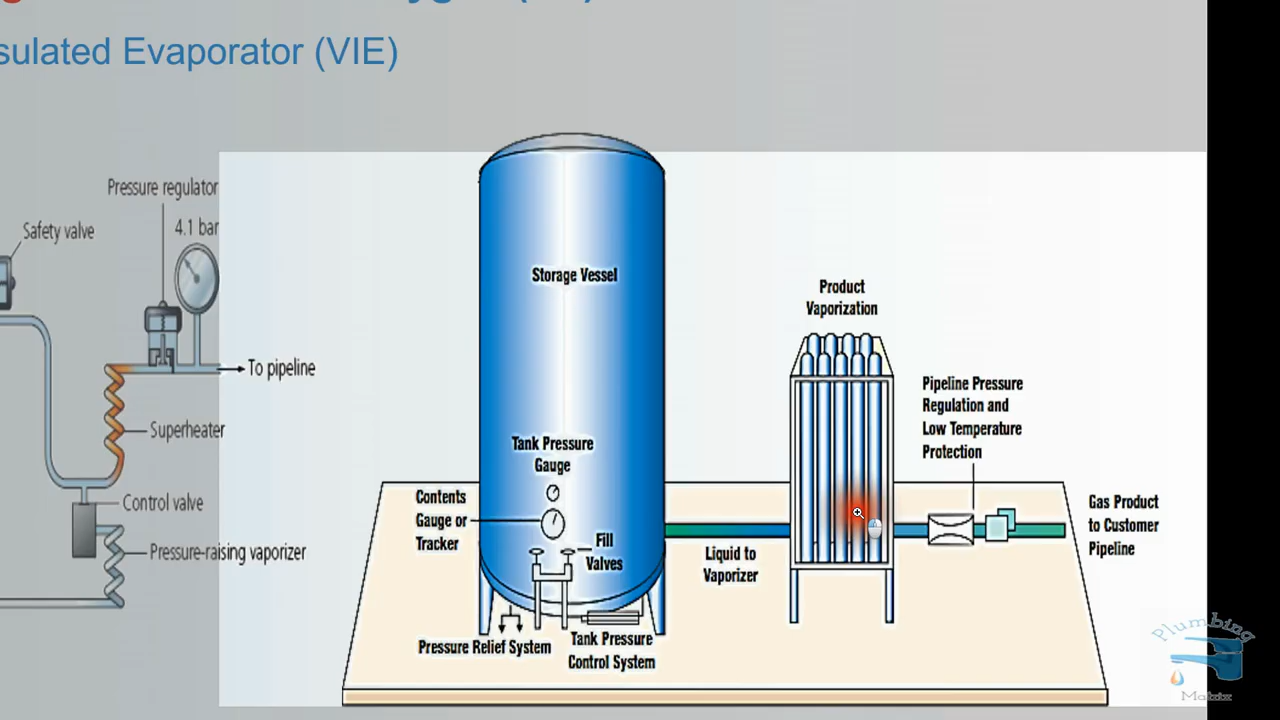 sulated Evaporator (VIE)
Pressure regulator
Safety valve
4.1 bar
To pipeline
Superheater
Control valve
Pressure-raising vaporizer
Storage Vessel
Tank Pressure
Gauge
Contents
Gauge or
Tracker
Fill
Valves
Pressure Relief System
Tank Pressure
Control System
Liquid to
Vaporizer
Product
Vaporization
Pipeline Pressure
Regulation and
Low Temperature
Protection
Gas Product
to Customer
Pipeline
Plumbing
Matrix